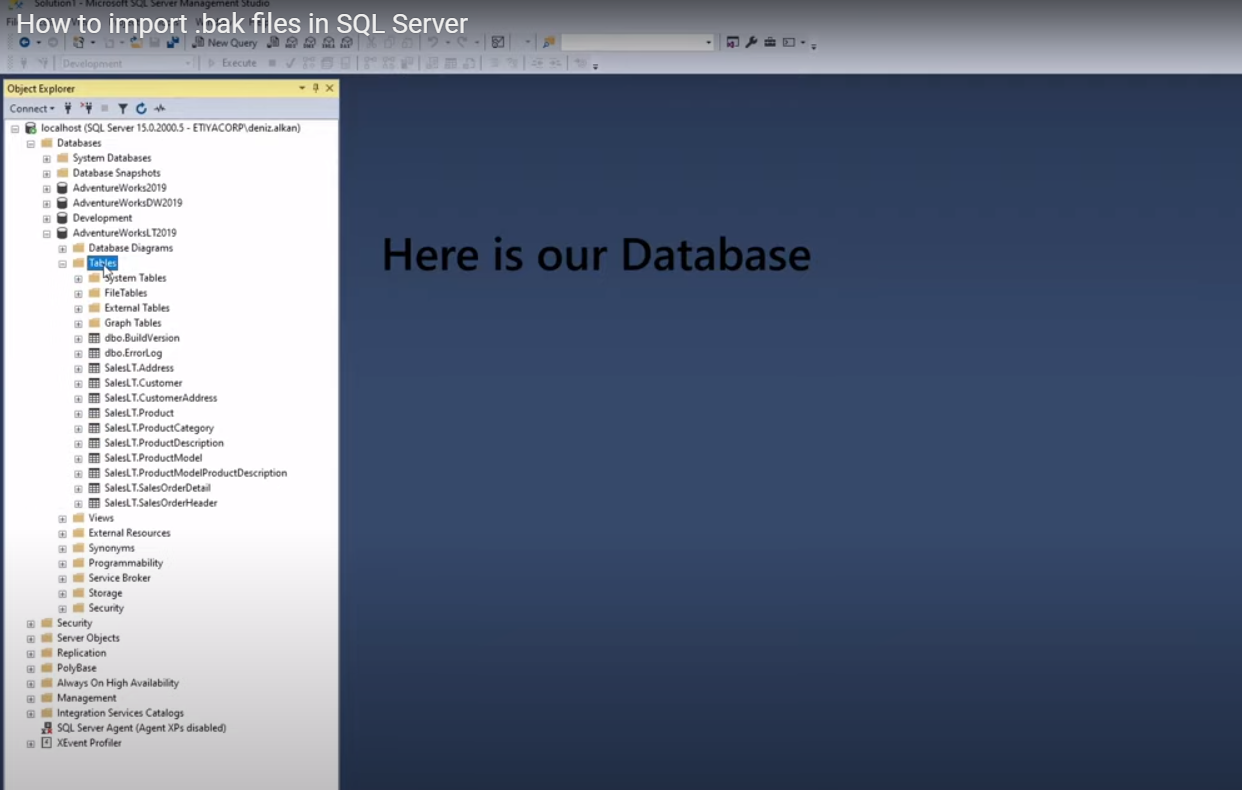 Solution1 - Microsoft SQL Server Management Studio
How to import .bak files in SQL Server
New Query
Development
Execute
Object Explorer
Connect
localhost (SQL Server 15.0.2000.5 - ETIYACORP\deniz.alkan)
Databases
System Databases
Database Snapshots
AdventureWorks2019
AdventureWorksDW2019
Development
AdventureWorksLT2019
Database Diagrams
Tables
System Tables
FileTables
External Tables
Graph Tables
dbo.BuildVersion
dbo.ErrorLog
SalesLT.Address
SalesLT.Customer
SalesLT.CustomerAddress
SalesLT.Product
SalesLT.ProductCategory
SalesLT.ProductDescription
SalesLT.ProductModel
SalesLT.ProductModelProductDescription
SalesLT.SalesOrderDetail
SalesLT.SalesOrderHeader
Views
External Resources
Synonyms
Programmability
Service Broker
Storage
Security
Security
Server Objects
Replication
PolyBase
Always On High Availability
Management
Integration Services Catalogs
SQL Server Agent (Agent XPs disabled)
XEvent Profiler
Here is our Database